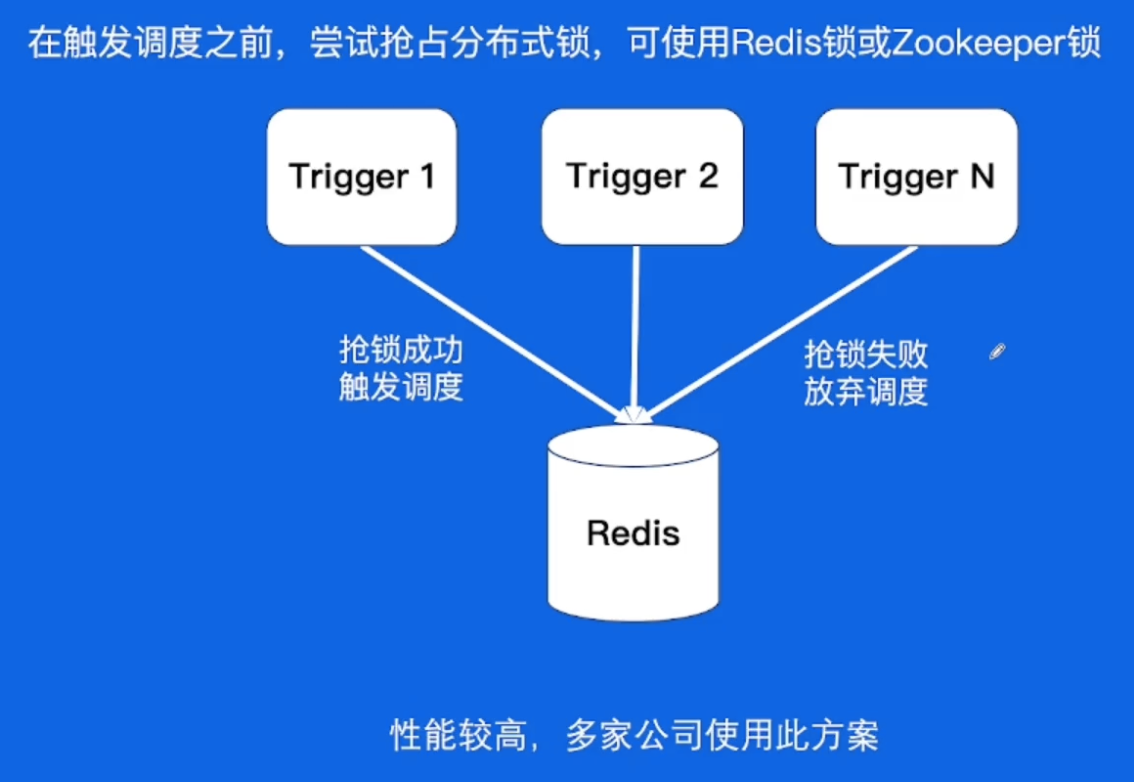 在触发调度之前，尝试抢占分布式锁，可使用Redis锁或Zookeeper锁
Trigger 1
Trigger 2
Trigger N
抢锁成功
触发调度
抢锁失败
放弃调度
Redis
性能较高，多家公司使用此方案